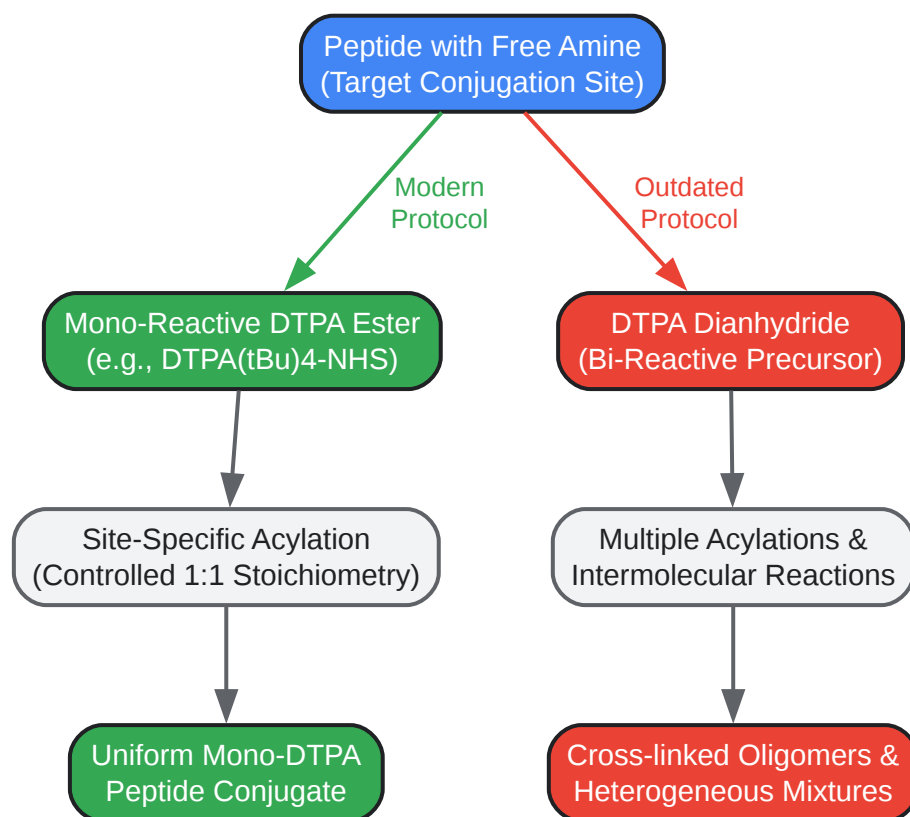 Peptide with Free Amine
(Target Conjugation Site)
Modern
Protocol
Outdated
Protocol
Mono-Reactive DTPA Ester
(e.g., DTPA(tBu)4-NHS)
DTPA Dianhydride
(Bi-Reactive Precursor)
Site-Specific Acylation
(Controlled 1:1 Stoichiometry)
Multiple Acylations &
Intermolecular Reactions
Uniform Mono-DTPA
Peptide Conjugate
Cross-linked Oligomers &
Heterogeneous Mixtures